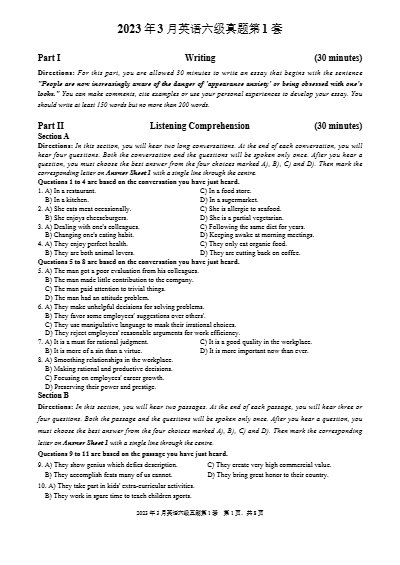 2023 年 3 月英语六级真题第 1 套
Part I Writing (30 minutes)
Directions: For this part, you are allowed 30 minutes to write an essay that begins with the sentence
"People are now increasingly aware of the danger of 'appearance anxiety' or being obsessed with one's
looks." You can make comments, cite examples or use your personal experiences to develop your essay. You
should write at least 150 words but no more than 200 words.
Part II Listening Comprehension (30 minutes)
Section A
Directions: In this section, you will hear two long conversations. At the end of each conversation, you will
hear four questions. Both the conversation and the questions will be spoken only once. After you hear a
question, you must choose the best answer from the four choices marked A), B), C) and D). Then mark the
corresponding letter on Answer Sheet 1 with a single line through the centre.
Questions 1 to 4 are based on the conversation you have just heard.
1. A) In a restaurant. C) In a food store.
B) In a kitchen. D) In a supermarket.
2. A) She eats meat occasionally. C) She is allergic to seafood.
B) She enjoys cheeseburgers. D) She is a partial vegetarian.
3. A) Dealing with one's colleagues. C) Following the same diet for years.
B) Changing one's eating habit. D) Keeping awake at morning meetings.
4. A) They enjoy perfect health. C) They only eat organic food.
B) They are both animal lovers. D) They are cutting back on coffee.
Questions 5 to 8 are based on the conversation you have just heard.
5. A) The man got a poor evaluation from his colleagues.
B) The man made little contribution to the company.
C) The man paid attention to trivial things.
D) The man had an attitude problem.
6. A) They make unhelpful decisions for solving problems.
B) They favor some employees' suggestions over others'.
C) They use manipulative language to mask their irrational choices.
D) They reject employees' reasonable arguments for work efficiency.
7. A) It is a must for rational judgment. C) It is a good quality in the workplace.
B) It is more of a sin than a virtue. D) It is more important now than ever.
8. A) Smoothing relationships in the workplace.
B) Making rational and productive decisions.
C) Focusing on employees' career growth.
D) Preserving their power and prestige.
Section B
Directions: In this section, you will hear two passages. At the end of each passage, you will hear three or
four questions. Both the passage and the questions will be spoken only once. After you hear a question, you
must choose the best answer from the four choices marked A), B), C) and D). Then mark the corresponding
letter on Answer Sheet 1 with a single line through the centre.
Questions 9 to 11 are based on the passage you have just heard.
9. A) They show genius which defies description. C) They create very high commercial value.
B) They accomplish feats many of us cannot. D) They bring great honor to their country.
10. A) They take part in kids' extra-curricular activities.
B) They work in spare time to teach children sports.
2023 年 3 月英语六级真题第 1 套 第 1 页，共 8 页